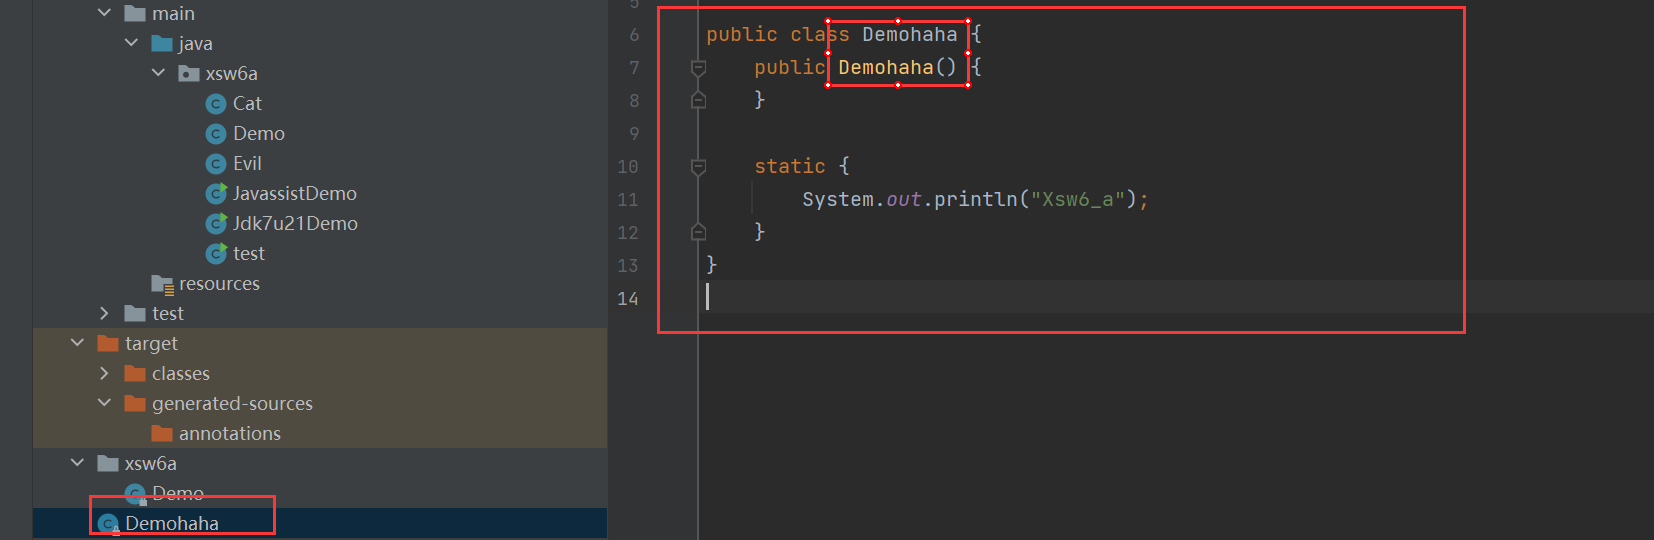 main
java
xsw6a
Cat
Demo
Evil
JavassistDemo
Jdk7u21Demo
test
resources
test
target
classes
generated-sources
annotations
xsw6a
Demo
Demohaha
5
6 public class Demohaha {
7 public Demohaha() {
8 }
9
10 static {
11 System.out.println("Xsw6_a");
12 }
13 }
14